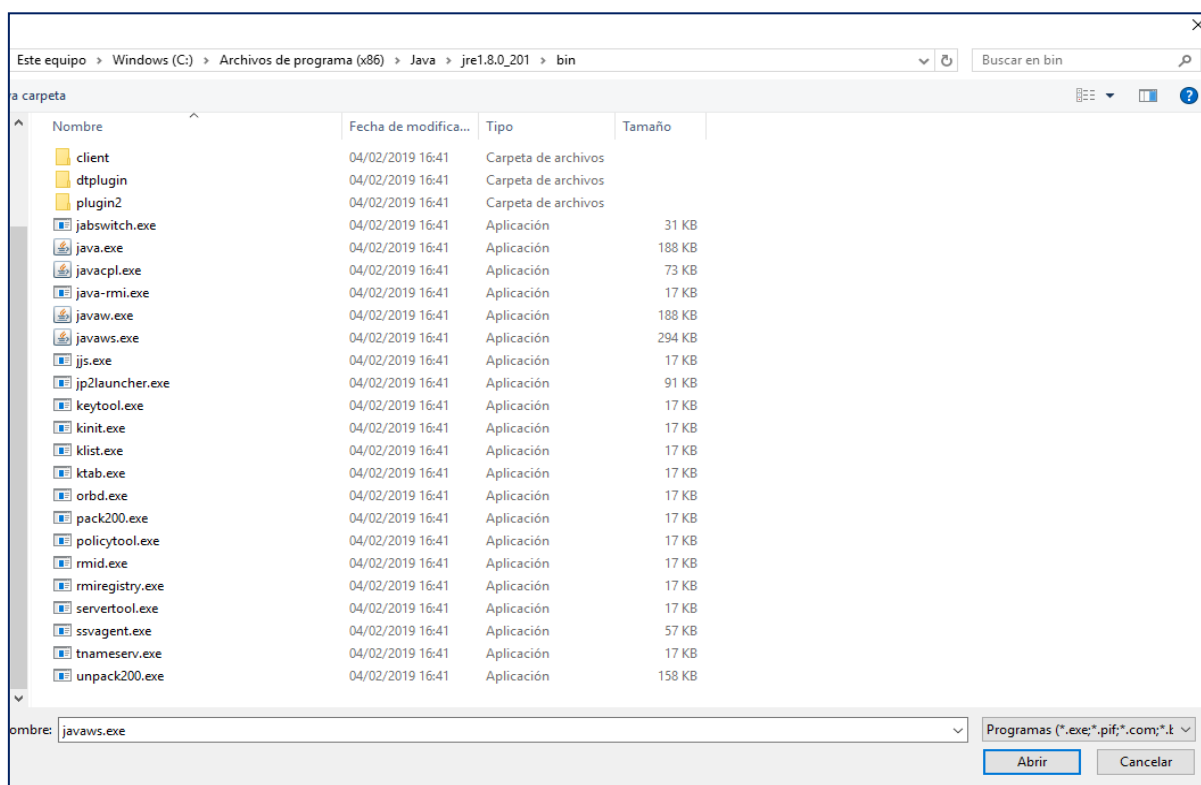 Este equipo > Windows (C:) > Archivos de programa (x86) > Java > jre1.8.0_201 > bin Buscar en bin
va carpeta
Nombre Fecha de modifica... Tipo Tamaño
client 04/02/2019 16:41 Carpeta de archivos
dtplugin 04/02/2019 16:41 Carpeta de archivos
plugin2 04/02/2019 16:41 Carpeta de archivos
jabswitch.exe 04/02/2019 16:41 Aplicación 31 KB
java.exe 04/02/2019 16:41 Aplicación 188 KB
javacpl.exe 04/02/2019 16:41 Aplicación 73 KB
java-rmi.exe 04/02/2019 16:41 Aplicación 17 KB
javaw.exe 04/02/2019 16:41 Aplicación 188 KB
javaws.exe 04/02/2019 16:41 Aplicación 294 KB
jjs.exe 04/02/2019 16:41 Aplicación 17 KB
jp2launcher.exe 04/02/2019 16:41 Aplicación 91 KB
keytool.exe 04/02/2019 16:41 Aplicación 17 KB
kinit.exe 04/02/2019 16:41 Aplicación 17 KB
klist.exe 04/02/2019 16:41 Aplicación 17 KB
ktab.exe 04/02/2019 16:41 Aplicación 17 KB
orbd.exe 04/02/2019 16:41 Aplicación 17 KB
pack200.exe 04/02/2019 16:41 Aplicación 17 KB
policytool.exe 04/02/2019 16:41 Aplicación 17 KB
rmid.exe 04/02/2019 16:41 Aplicación 17 KB
rmiregistry.exe 04/02/2019 16:41 Aplicación 17 KB
servertool.exe 04/02/2019 16:41 Aplicación 17 KB
ssvagent.exe 04/02/2019 16:41 Aplicación 57 KB
tnameserv.exe 04/02/2019 16:41 Aplicación 17 KB
unpack200.exe 04/02/2019 16:41 Aplicación 158 KB
ombre: javaws.exe Programas (*.exe;*.pif;*.com;*.b
Abrir Cancelar